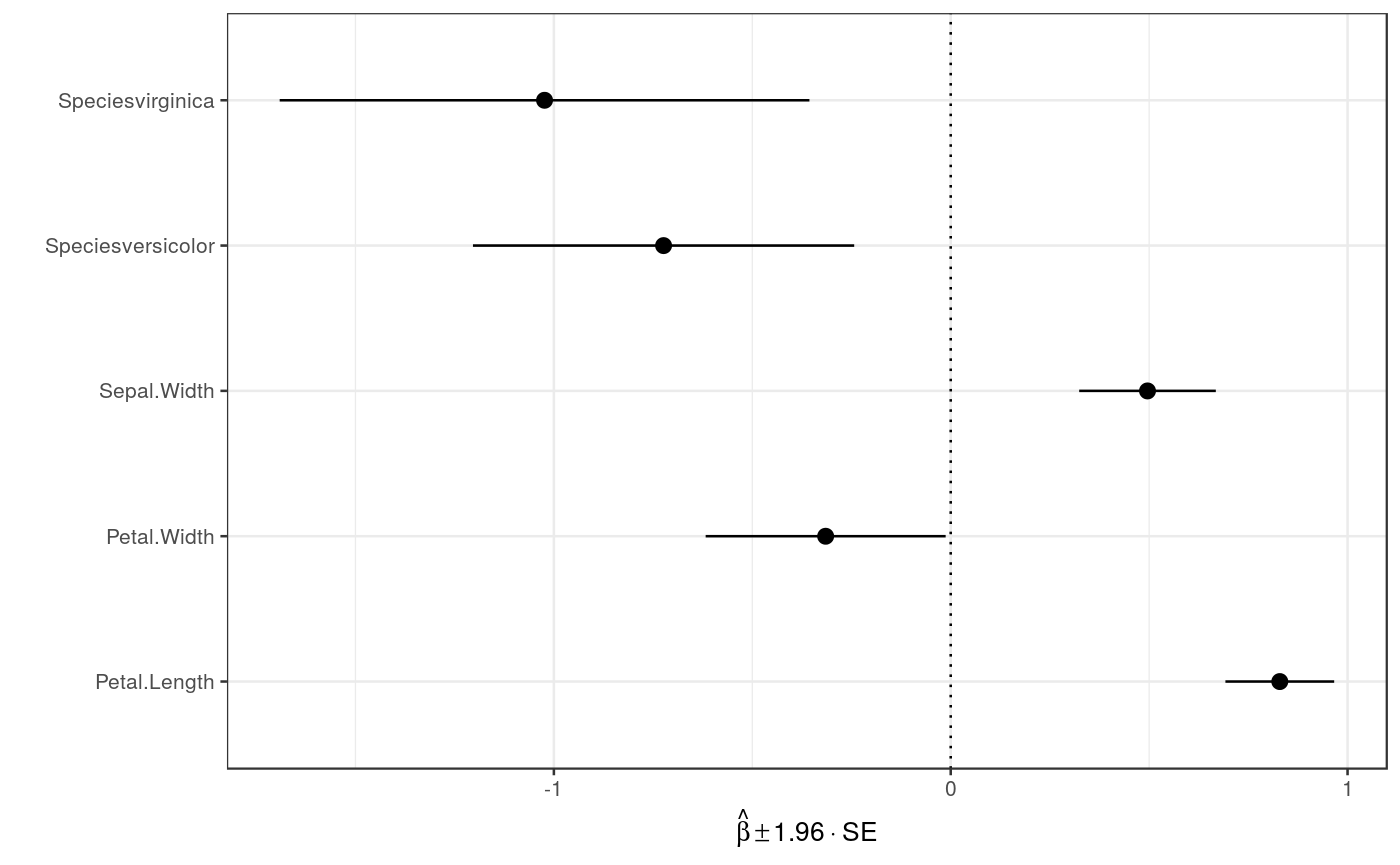 Speciesvirginica
Speciesversicolor
Sepal.Width
Petal.Width
Petal.Length
-1 0 1
β̂ ± 1.96 · SE